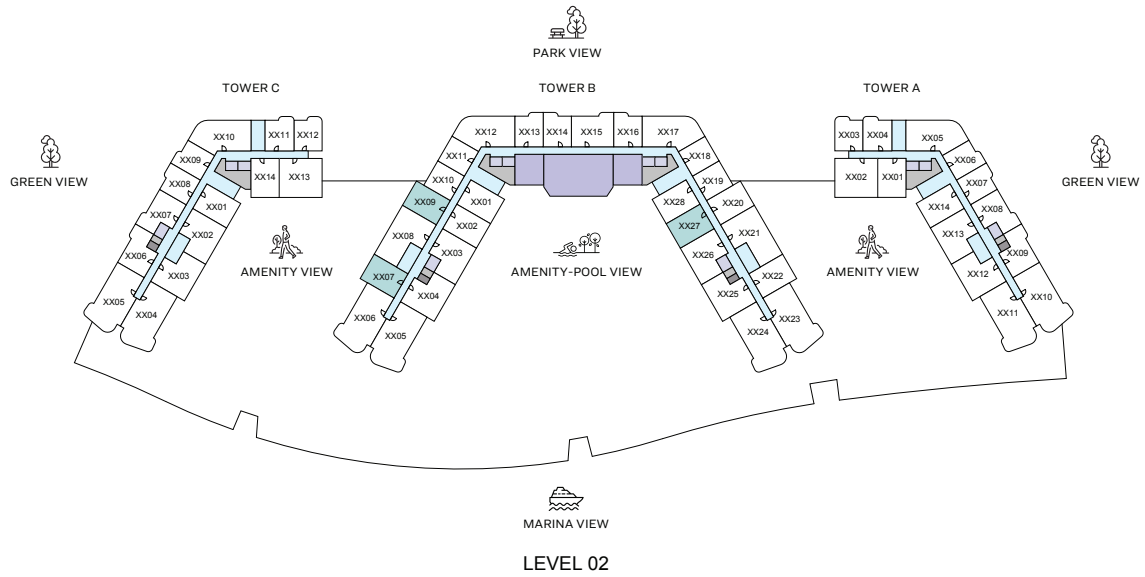 PARK VIEW
TOWER C
TOWER B
TOWER A
GREEN VIEW
GREEN VIEW
XX10
XX11
XX12
XX09
XX08
XX14
XX13
XX01
XX07
XX02
XX06
XX03
XX05
XX04
AMENITY VIEW
XX12
XX13
XX14
XX15
XX16
XX17
XX11
XX18
XX10
XX19
XX09
XX01
XX28
XX20
XX08
XX02
XX27
XX21
XX07
XX03
XX26
XX22
XX04
XX25
XX06
XX05
XX24
XX23
AMENITY-POOL VIEW
AMENITY VIEW
XX03
XX04
XX05
XX02
XX01
XX06
XX07
XX14
XX08
XX13
XX09
XX12
XX10
XX11
MARINA VIEW
LEVEL 02